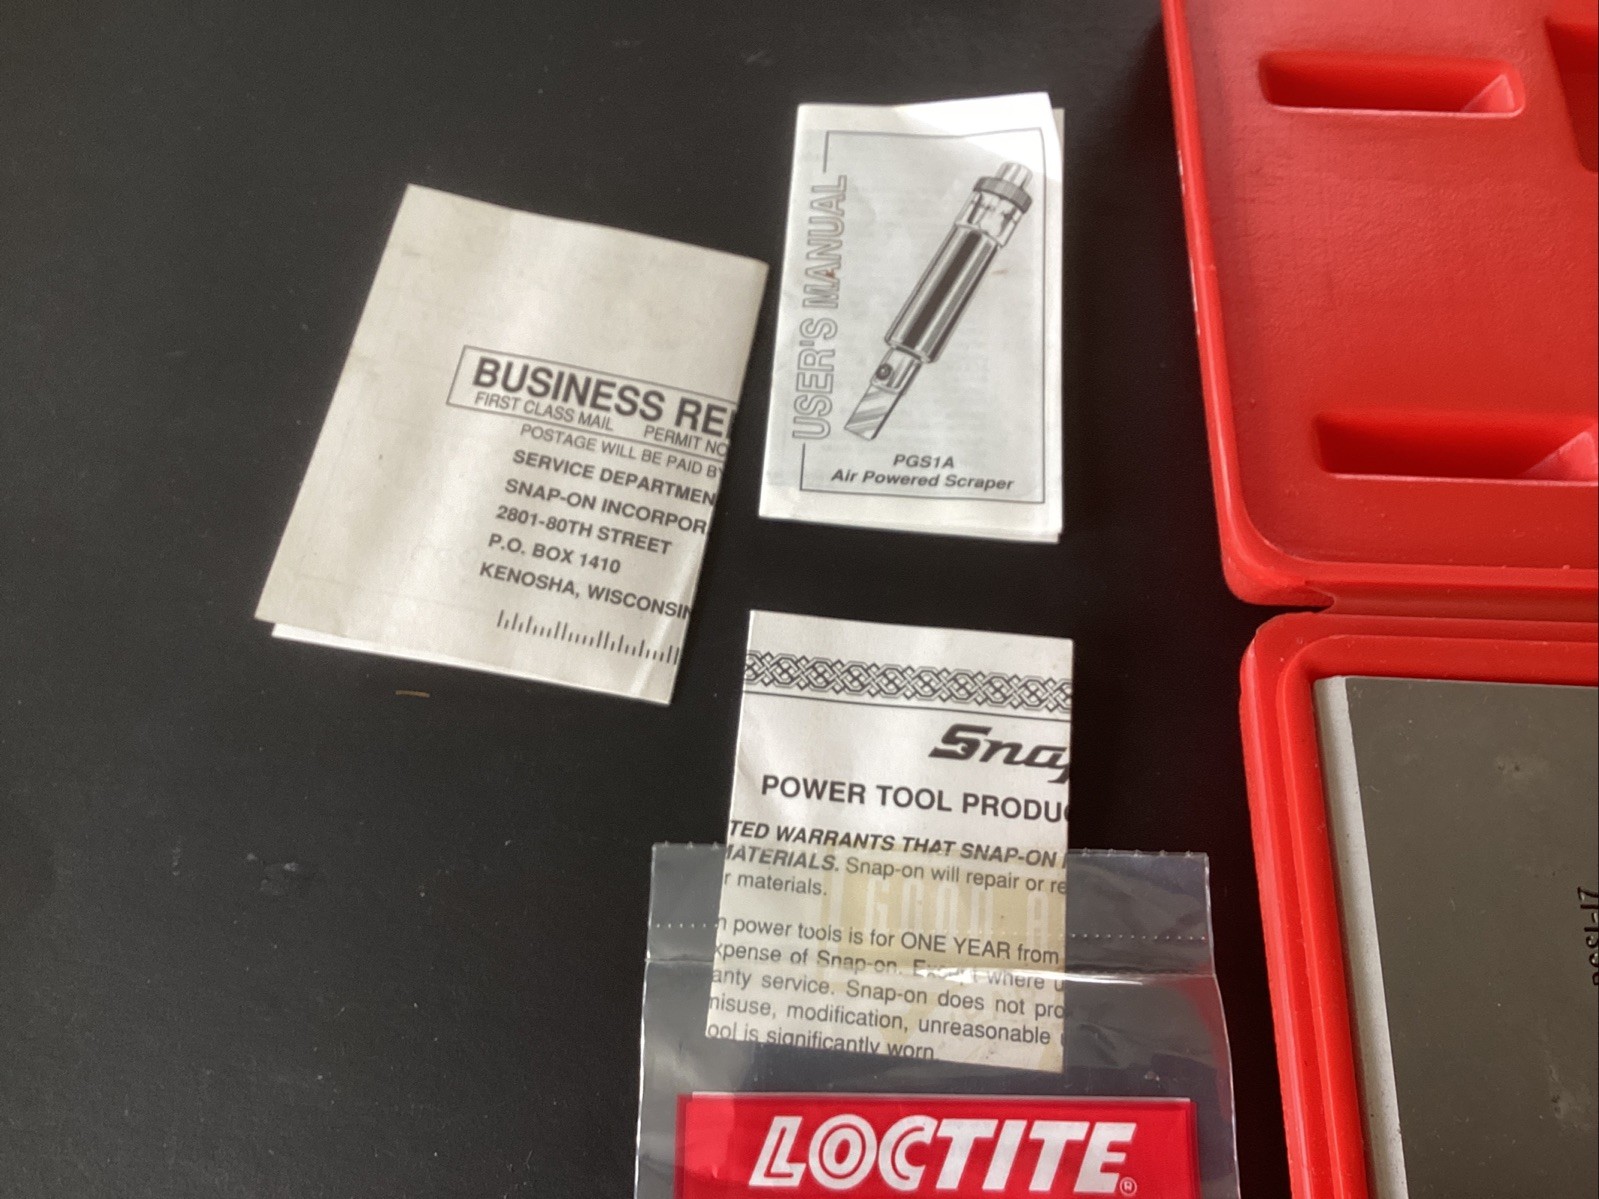 BUSINESS RE
FIRST CLASS MAIL PERMIT NO
POSTAGE WILL BE PAID BY
SERVICE DEPARTMEN
SNAP-ON INCORPOR
2801-80TH STREET
P.O. BOX 1410
KENOSHA, WISCONSIN
USER'S MANUAL
PGS1A
Air Powered Scraper
Snap
POWER TOOL PRODUC
TED WARRANTS THAT SNAP-ON
MATERIALS. Snap-on will repair or re
r materials.
n power tools is for ONE YEAR from
xpense of Snap-on. Except where u
anty service. Snap-on does not pro
misuse, modification, unreasonable
ool is significantly worn.
LOCTITE®